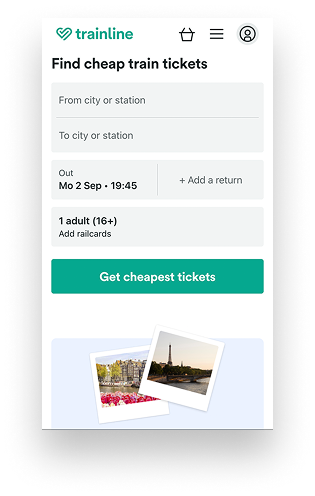 trainline
Find cheap train tickets
From city or station
To city or station
Out
Mo 2 Sep • 19:45
+ Add a return
1 adult (16+)
Add railcards
Get cheapest tickets